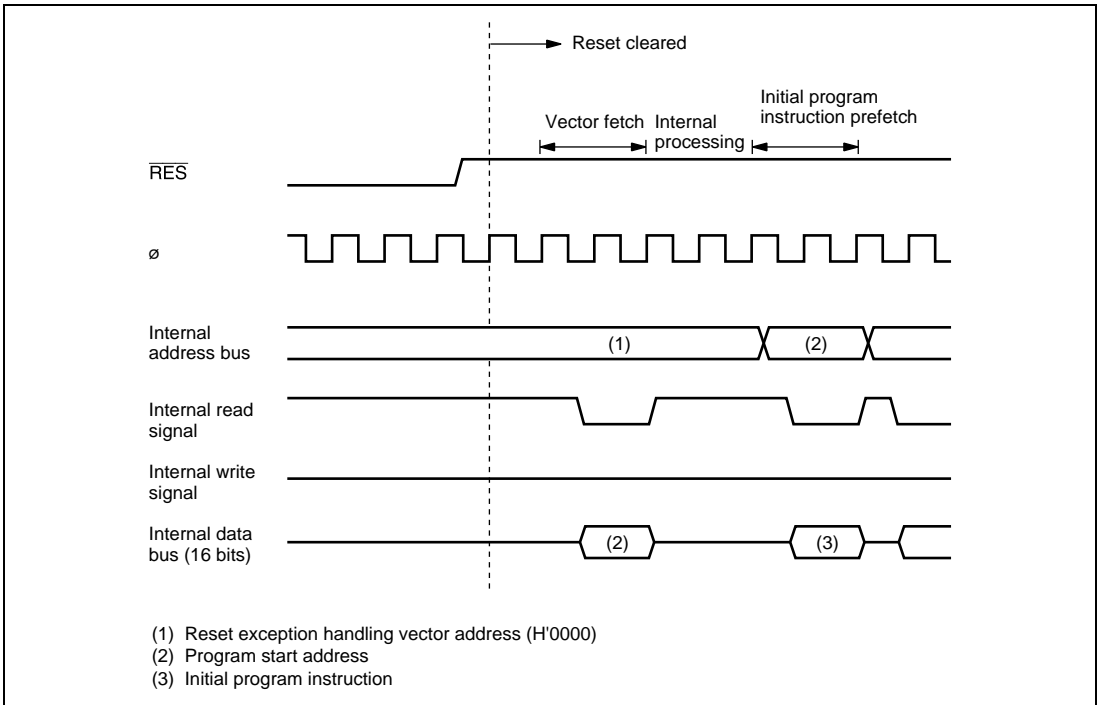 Reset cleared
Initial program
instruction prefetch
Vector fetch
Internal
processing
RES
ø
Internal
address bus
(1)
(2)
Internal read
signal
Internal write
signal
Internal data
bus (16 bits)
(2)
(3)
(1) Reset exception handling vector address (H'0000)
(2) Program start address
(3) Initial program instruction